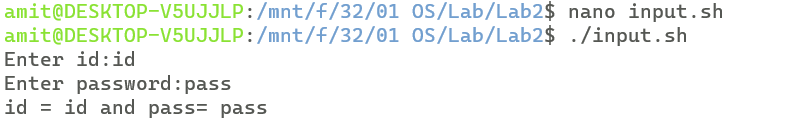 amit@DESKTOP-V5UJJLP:/mnt/f/32/01 OS/Lab/Lab2$ nano input.sh
amit@DESKTOP-V5UJJLP:/mnt/f/32/01 OS/Lab/Lab2$ ./input.sh
Enter id:id
Enter password:pass
id = id and pass= pass